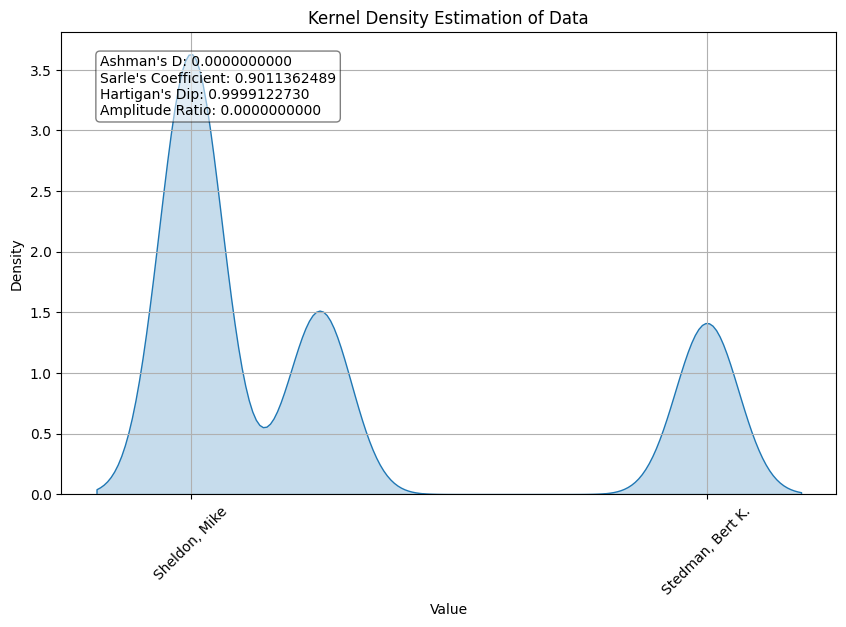 Kernel Density Estimation of Data
Ashman's D: 0.0000000000
Sarle's Coefficient: 0.9011362489
Hartigan's Dip: 0.9999122730
Amplitude Ratio: 0.0000000000
3.5
3.0
2.5
2.0
1.5
1.0
0.5
0.0
Density
Sheldon, Mike
Stedman, Bert K.
Value